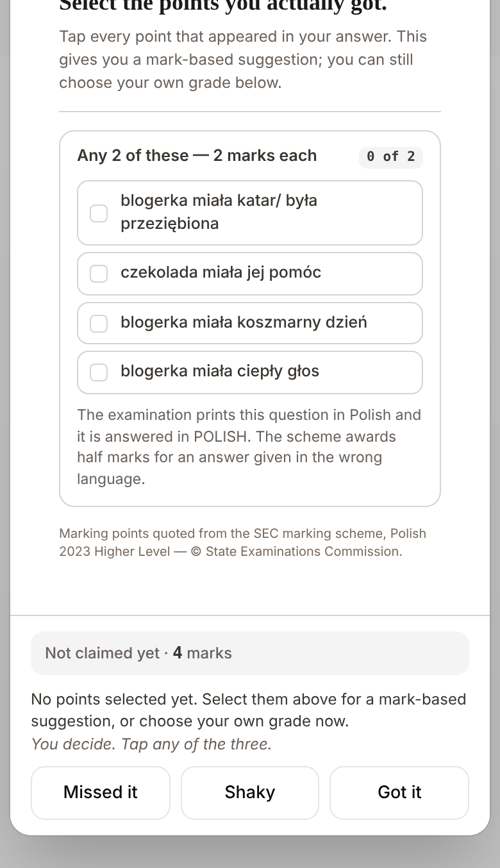 Select the points you actually got.
Tap every point that appeared in your answer. This
gives you a mark-based suggestion; you can still
choose your own grade below.
Any 2 of these — 2 marks each
0 of 2
blogerka miała katar/ była
przeziębiona
czekolada miała jej pomóc
blogerka miała koszmarny dzień
blogerka miała ciepły głos
The examination prints this question in Polish and
it is answered in POLISH. The scheme awards
half marks for an answer given in the wrong
language.
Marking points quoted from the SEC marking scheme, Polish
2023 Higher Level — © State Examinations Commission.
Not claimed yet · 4 marks
No points selected yet. Select them above for a mark-based
suggestion, or choose your own grade now.
You decide. Tap any of the three.
Missed it
Shaky
Got it